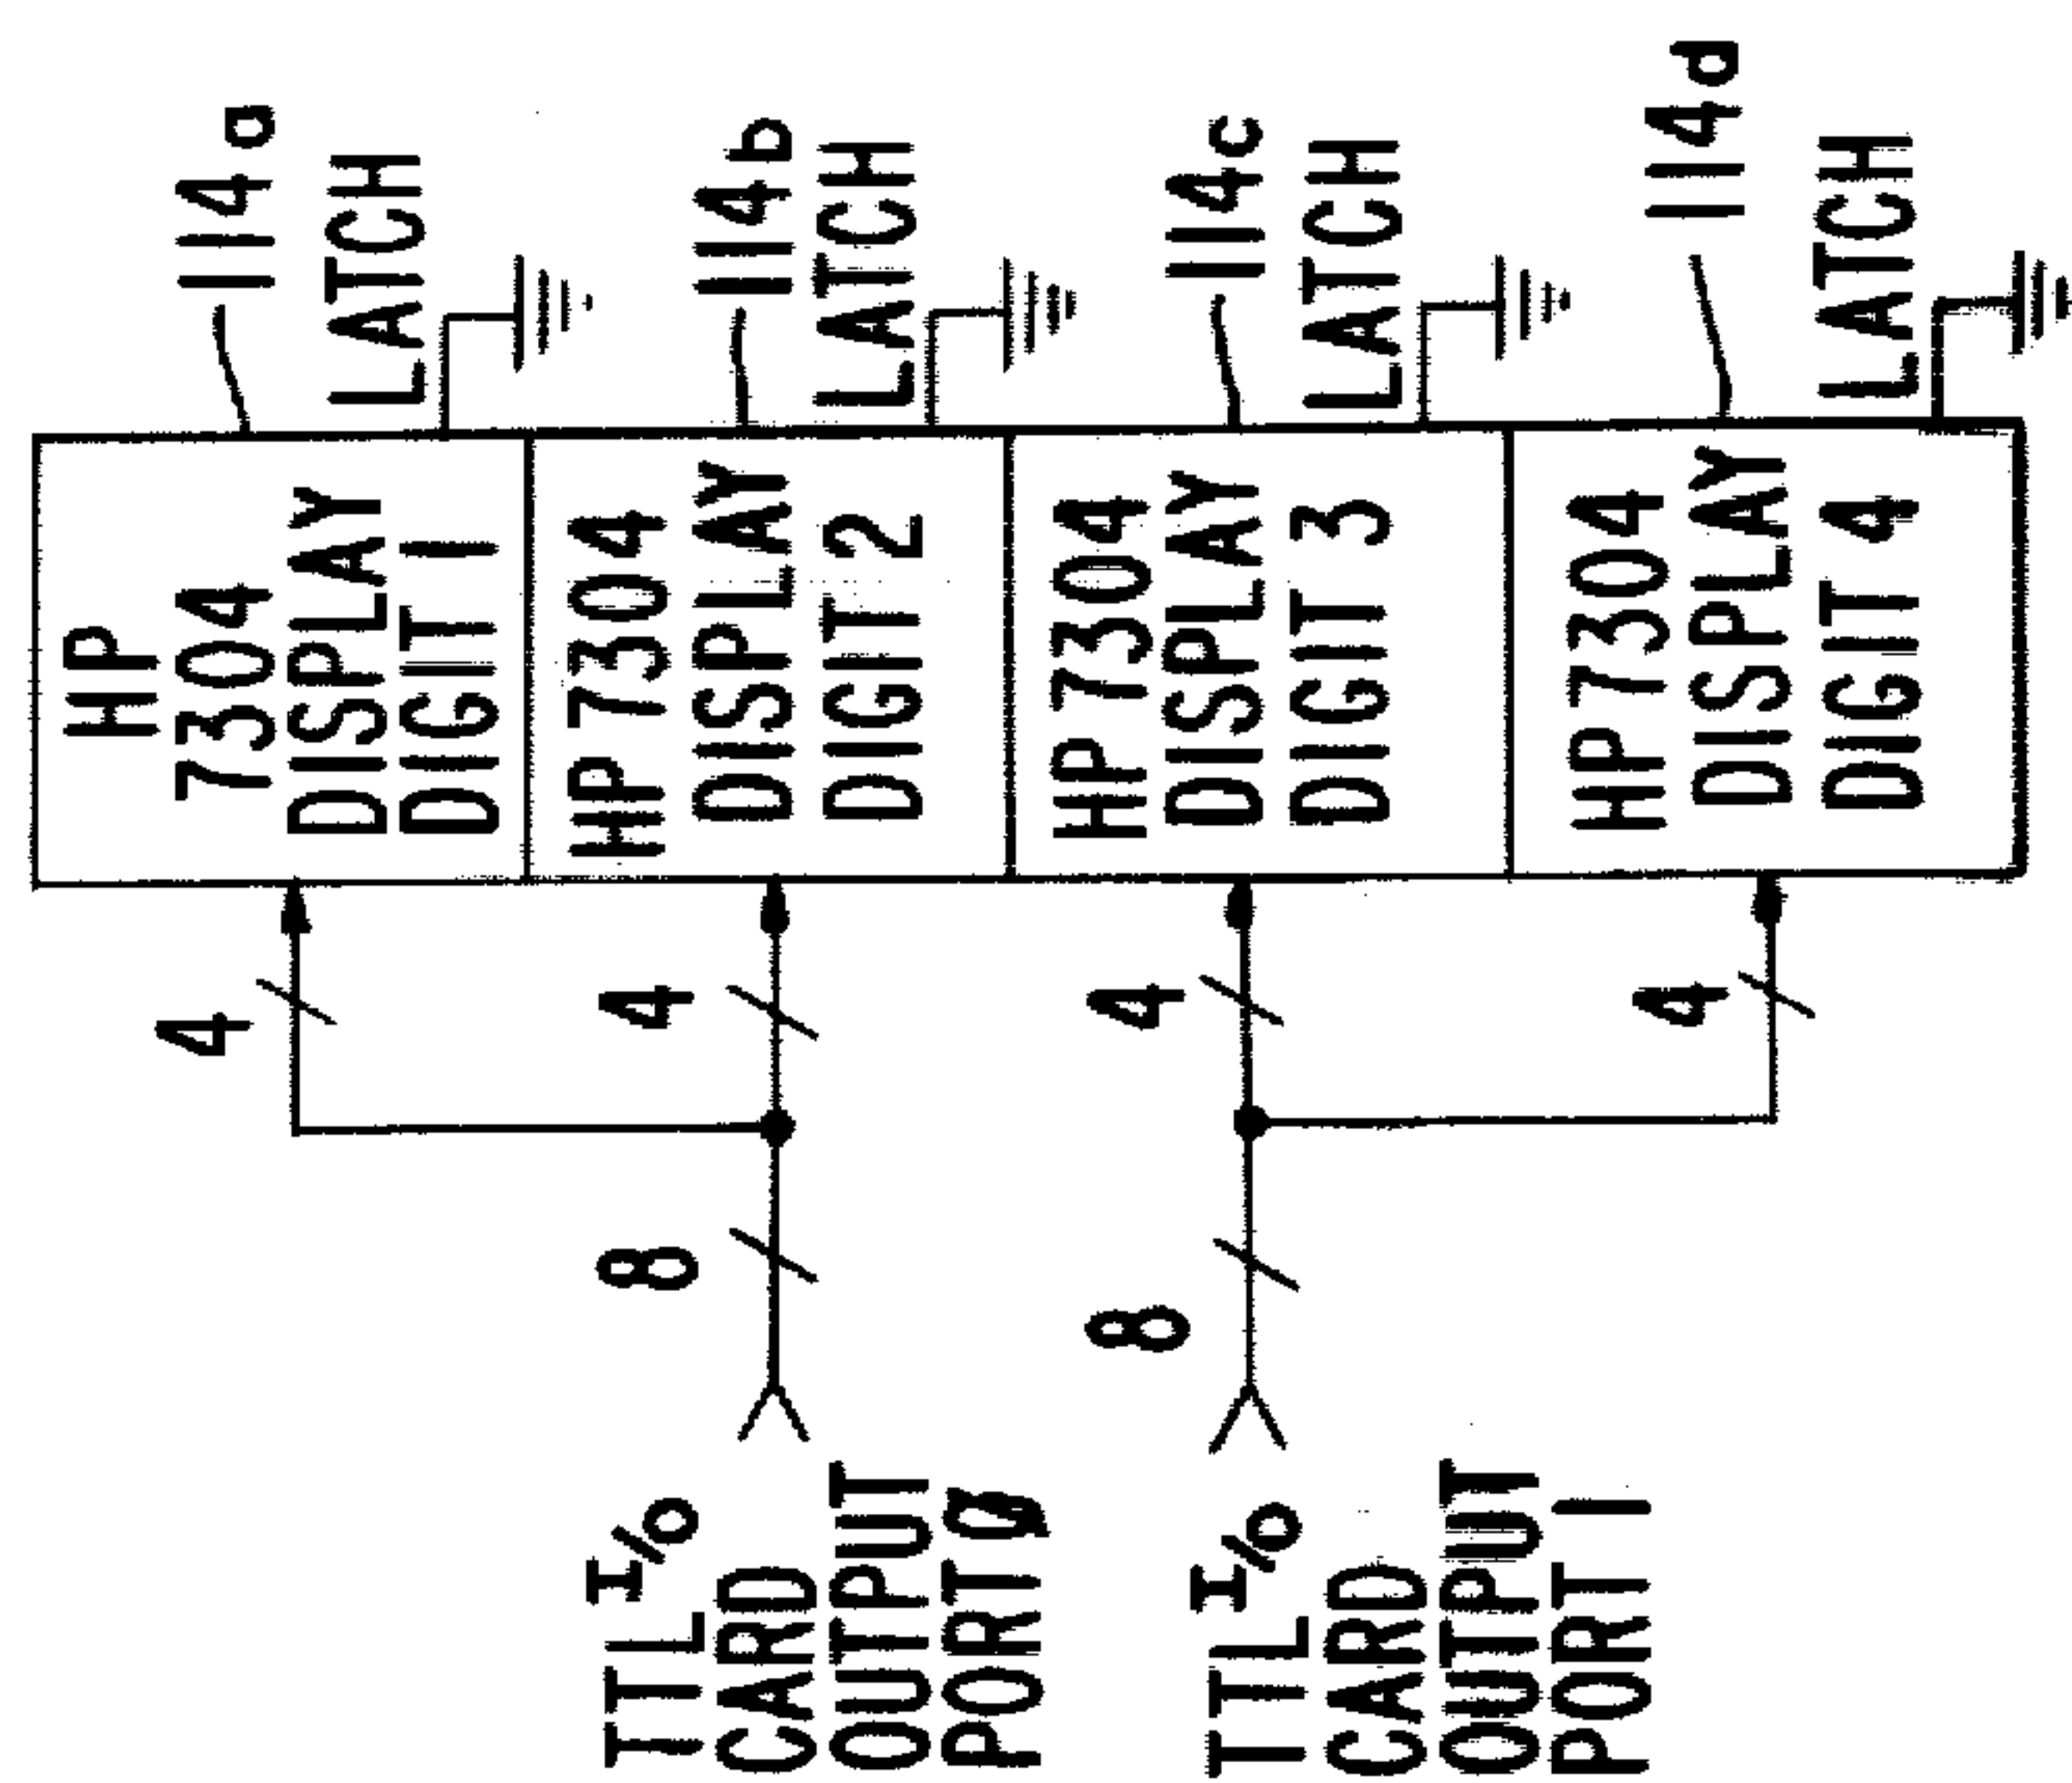 TTL I/O
CARD
OUTPUT
PORT Ø
8
4
4
HP
7304
DISPLAY
DIGIT 1
114a
LATCH
HP 7304
DISPLAY
DIGIT 2
114b
LATCH
TTL I/O
CARD
OUTPUT
PORT 1
8
4
4
HP 7304
DISPLAY
DIGIT 3
114c
LATCH
HP 7304
DISPLAY
DIGIT 4
114d
LATCH